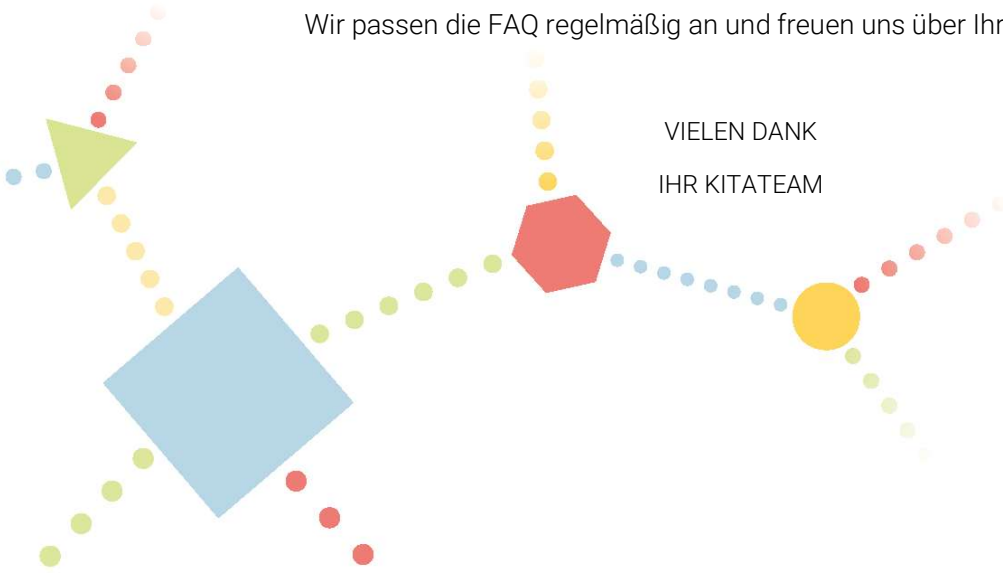 Wir passen die FAQ regelmäßig an und freuen uns über Ihr
VIELEN DANK
IHR KITATEAM